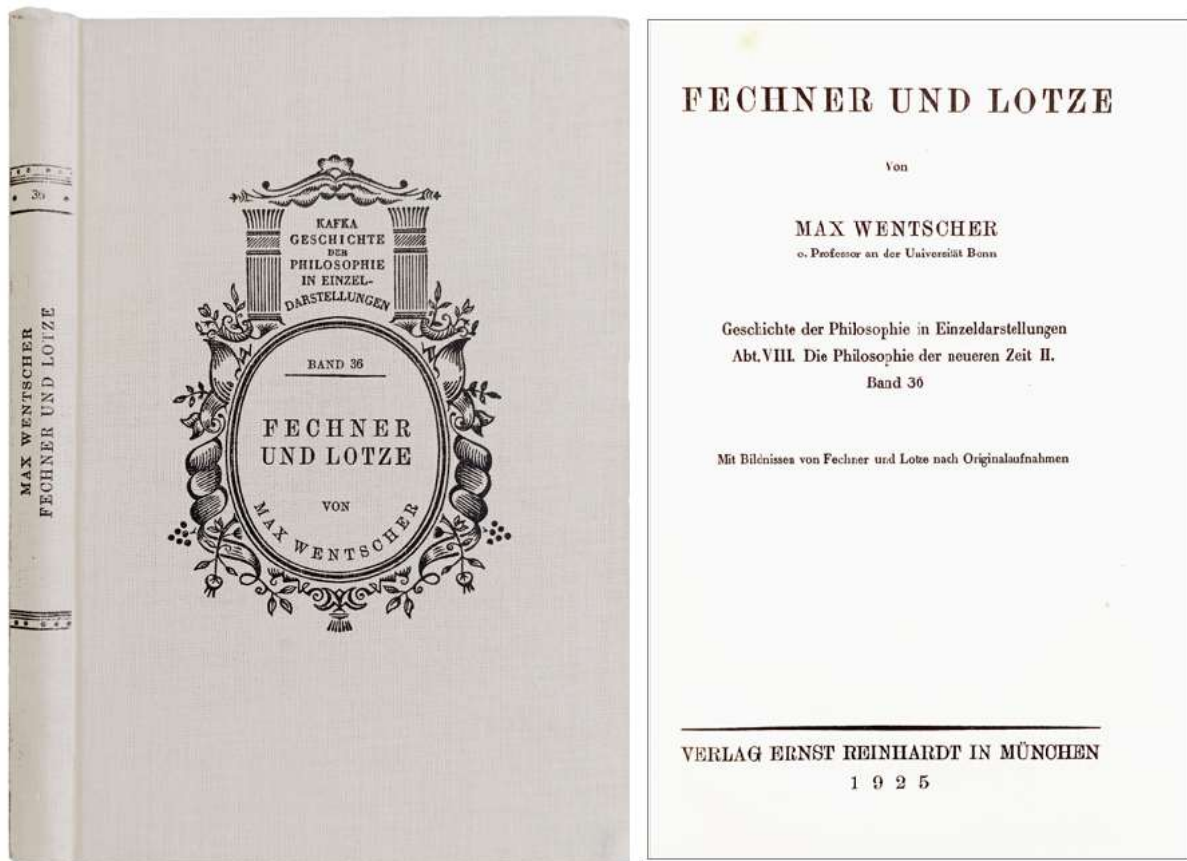 36
MAX WENTSCHER
FECHNER UND LOTZE
KAFKA
GESCHICHTE
DER
PHILOSOPHIE
IN EINZEL-
DARSTELLUNGEN
BAND 36
FECHNER
UND LOTZE
VON
MAX WENTSCHER
FECHNER UND LOTZE
Von
MAX WENTSCHER
o. Professor an der Universität Bonn
Geschichte der Philosophie in Einzeldarstellungen
Abt. VIII. Die Philosophie der neueren Zeit II.
Band 36
Mit Bildnissen von Fechner und Lotze nach Originalaufnahmen
VERLAG ERNST REINHARDT IN MÜNCHEN
1925